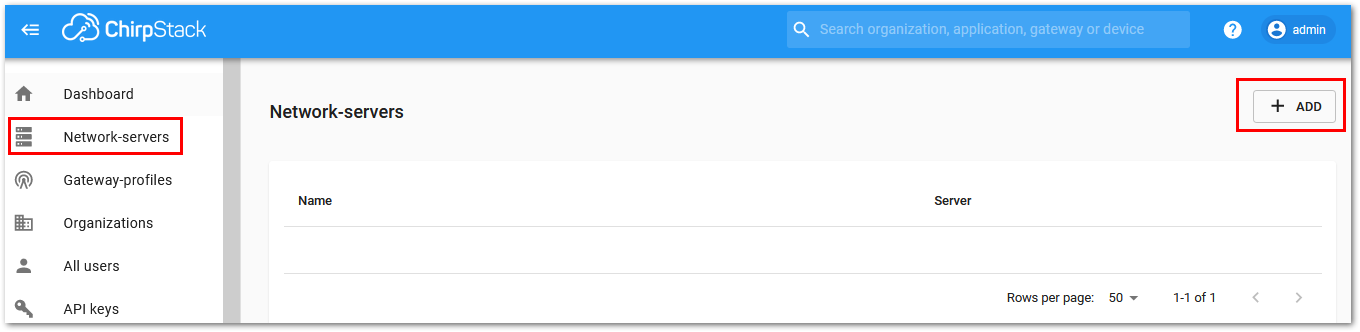 ChirpStack
Search organization, application, gateway or device
? admin
Dashboard
Network-servers
Gateway-profiles
Organizations
All users
API keys
Network-servers
+ ADD
Name Server
Rows per page: 50 1-1 of 1